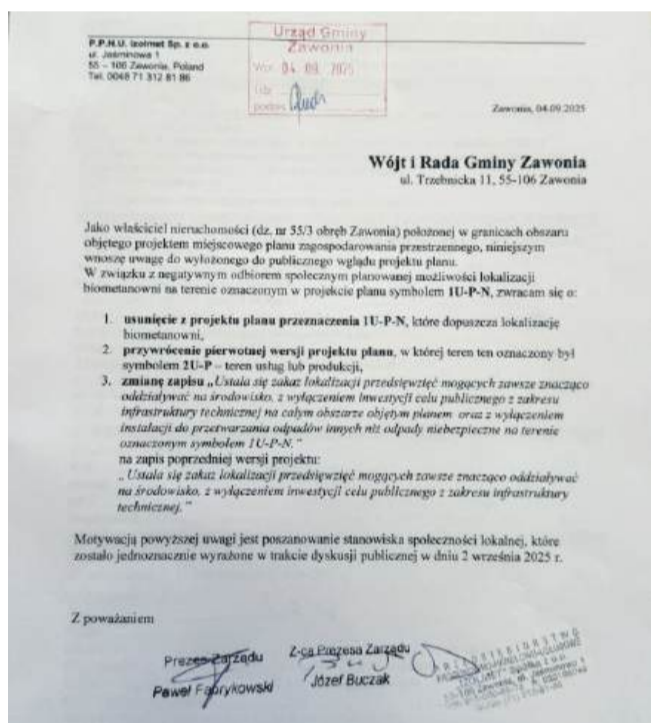 P.P.H.U. Izolmet Sp. z o.o.
ul. Jaśminowa 1
55 – 106 Zawonia, Poland
Tel. 0048 71 312 81 86
Urząd Gminy
Zawonia
04. 09. 2025
podpis
Zawonia, 04.09.2025
Wójt i Rada Gminy Zawonia
ul. Trzebnicka 11, 55-106 Zawonia
Jako właściciel nieruchomości (dz. nr 55/3 obręb Zawonia) położonej w granicach obszaru
objętego projektem miejscowego planu zagospodarowania przestrzennego, niniejszym
wnoszę uwagę do wyłożonego do publicznego wglądu projektu planu.
W związku z negatywnym odbiorem społecznym planowanej możliwości lokalizacji
biometanowni na terenie oznaczonym w projekcie planu symbolem 1U-P-N, zwracam się o:
1. usunięcie z projektu planu przeznaczenia 1U-P-N, które dopuszcza lokalizację
biometanowni,
2. przywrócenie pierwotnej wersji projektu planu, w której teren ten oznaczony był
symbolem 2U-P – teren usług lub produkcji,
3. zmianę zapisu „Ustala się zakaz lokalizacji przedsięwzięć mogących zawsze znacząco
oddziaływać na środowisko, z wyłączeniem inwestycji celu publicznego z zakresu
infrastruktury technicznej na całym obszarze objętym planem oraz z wyłączeniem
instalacji do przetwarzania odpadów innych niż odpady niebezpieczne na terenie
oznaczonym symbolem 1U-P-N."
na zapis poprzedniej wersji projektu:
„ Ustala się zakaz lokalizacji przedsięwzięć mogących zawsze znacząco oddziaływać
na środowisko, z wyłączeniem inwestycji celu publicznego z zakresu infrastruktury
technicznej."
Motywacją powyższej uwagi jest poszanowanie stanowiska społeczności lokalnej, które
zostało jednoznacznie wyrażone w trakcie dyskusji publicznej w dniu 2 września 2025 r.
Z poważaniem
Prezes Zarządu
Paweł Fabrykowski
Z-ca Prezesa Zarządu
Józef Buczak